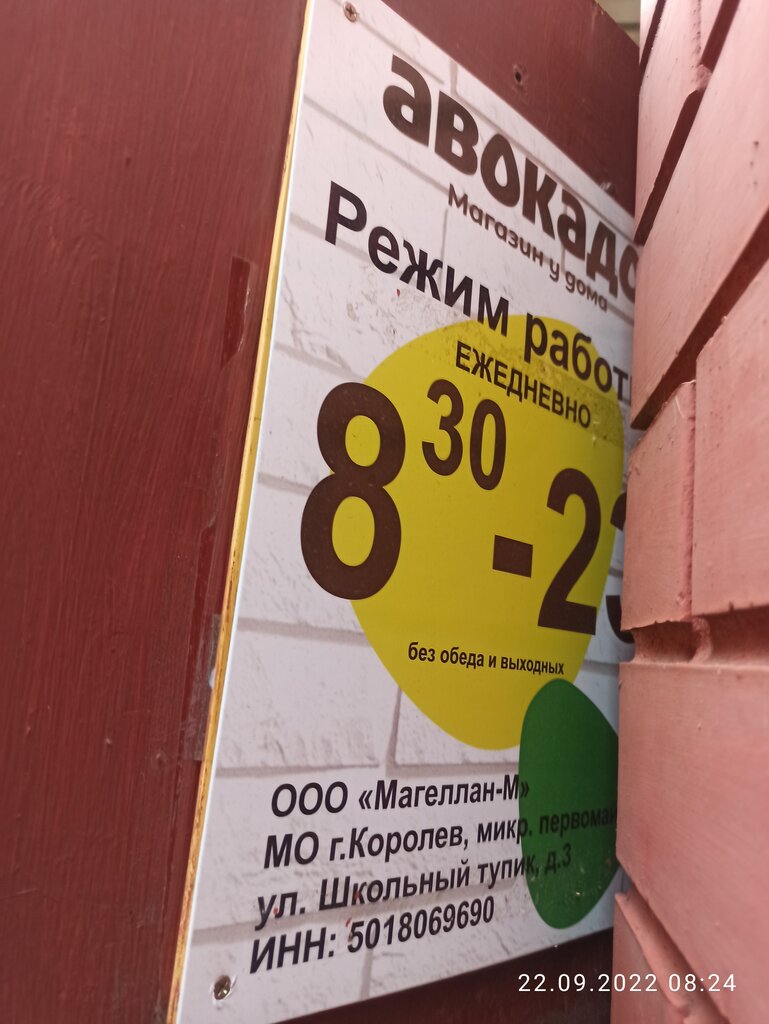 авокадо
Магазин у дома
Режим работы
ЕЖЕДНЕВНО
8 30 - 23
без обеда и выходных
ООО «Магеллан-М»
МО г.Королев, микр. первомай
ул. Школьный тупик, д.3
ИНН: 5018069690
22.09.2022 08:24